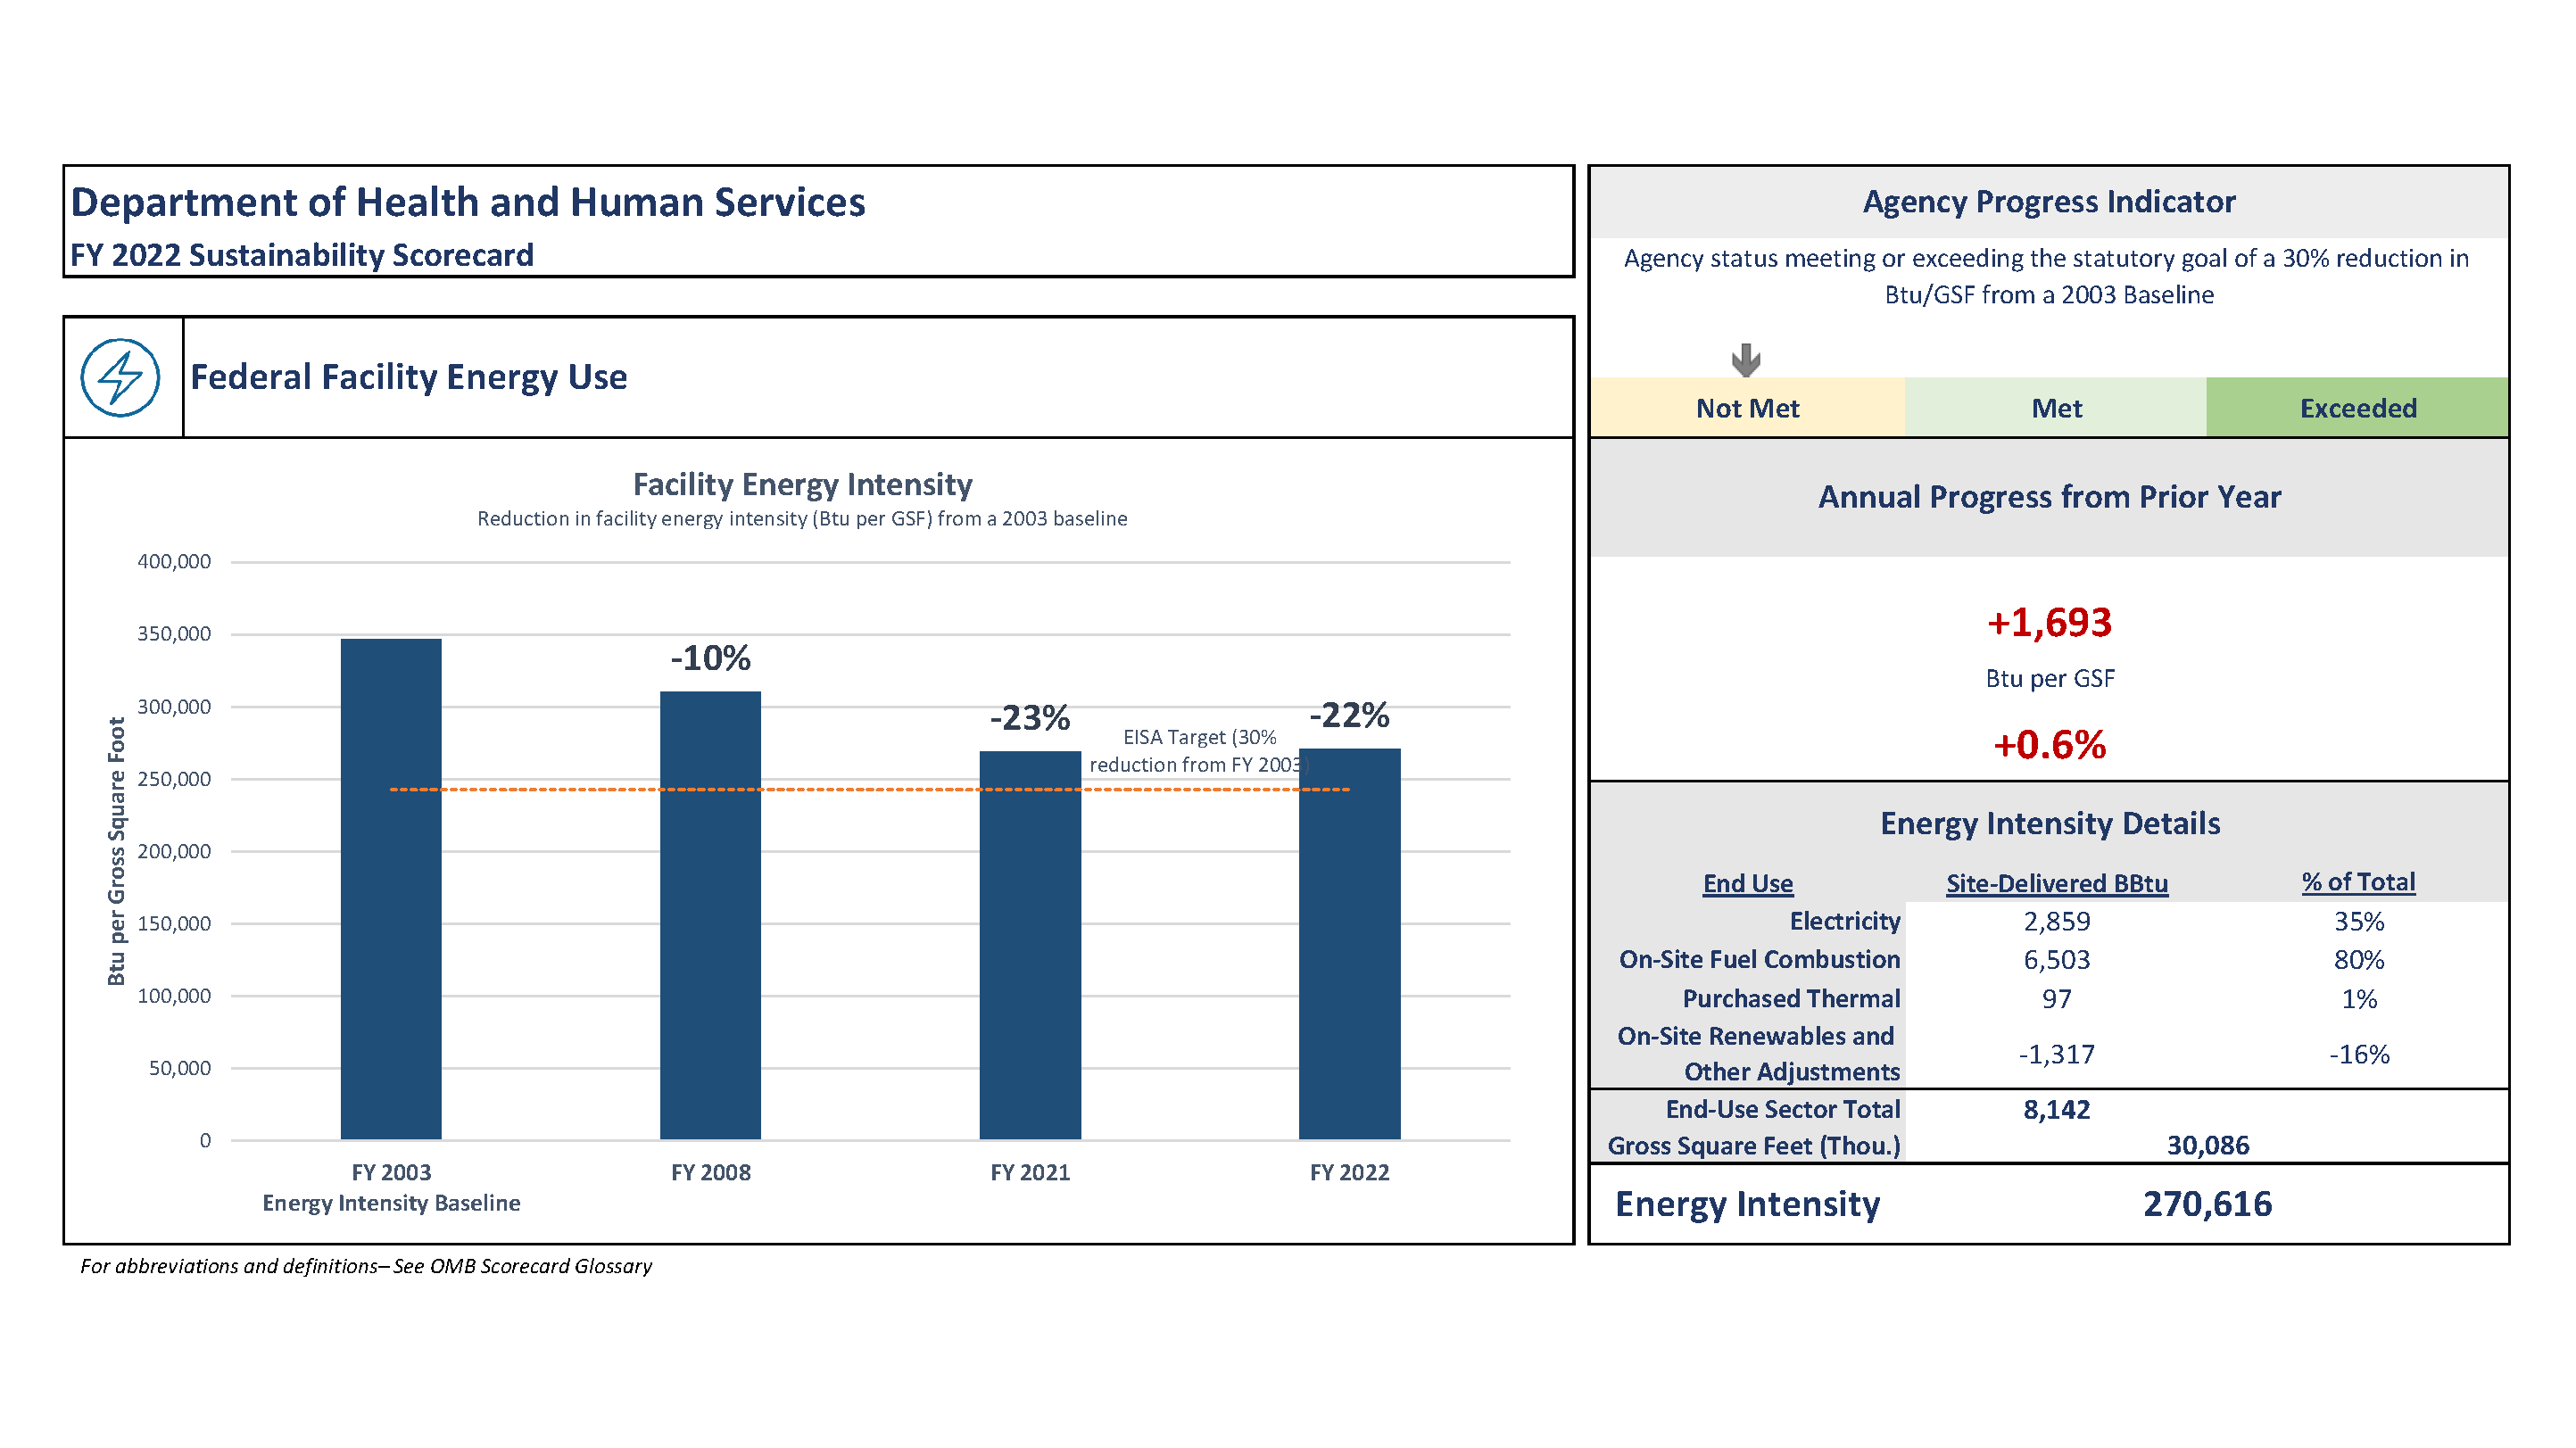 Department of Health and Human Services
FY 2022 Sustainability Scorecard
Federal Facility Energy Use
Facility Energy Intensity
Reduction in facility energy intensity (Btu per GSF) from a 2003 baseline
Btu per Gross Square Foot
400,000
350,000
300,000
250,000
200,000
150,000
100,000
50,000
0
-10%
-23%
-22%
EISA Target (30%
reduction from FY 2003)
FY 2003
Energy Intensity Baseline
FY 2008
FY 2021
FY 2022
For abbreviations and definitions– See OMB Scorecard Glossary
Agency Progress Indicator
Agency status meeting or exceeding the statutory goal of a 30% reduction in
Btu/GSF from a 2003 Baseline
Not Met Met Exceeded
Annual Progress from Prior Year
+1,693
Btu per GSF
+0.6%
Energy Intensity Details
End Use Site-Delivered BBtu % of Total
Electricity 2,859 35%
On-Site Fuel Combustion 6,503 80%
Purchased Thermal 97 1%
On-Site Renewables and
Other Adjustments -1,317 -16%
End-Use Sector Total 8,142
Gross Square Feet (Thou.) 30,086
Energy Intensity 270,616